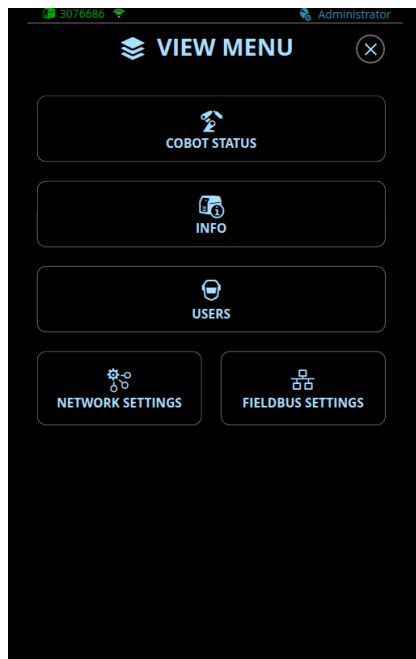 3076686
Administrator
VIEW MENU
COBOT STATUS
INFO
USERS
NETWORK SETTINGS
FIELDBUS SETTINGS